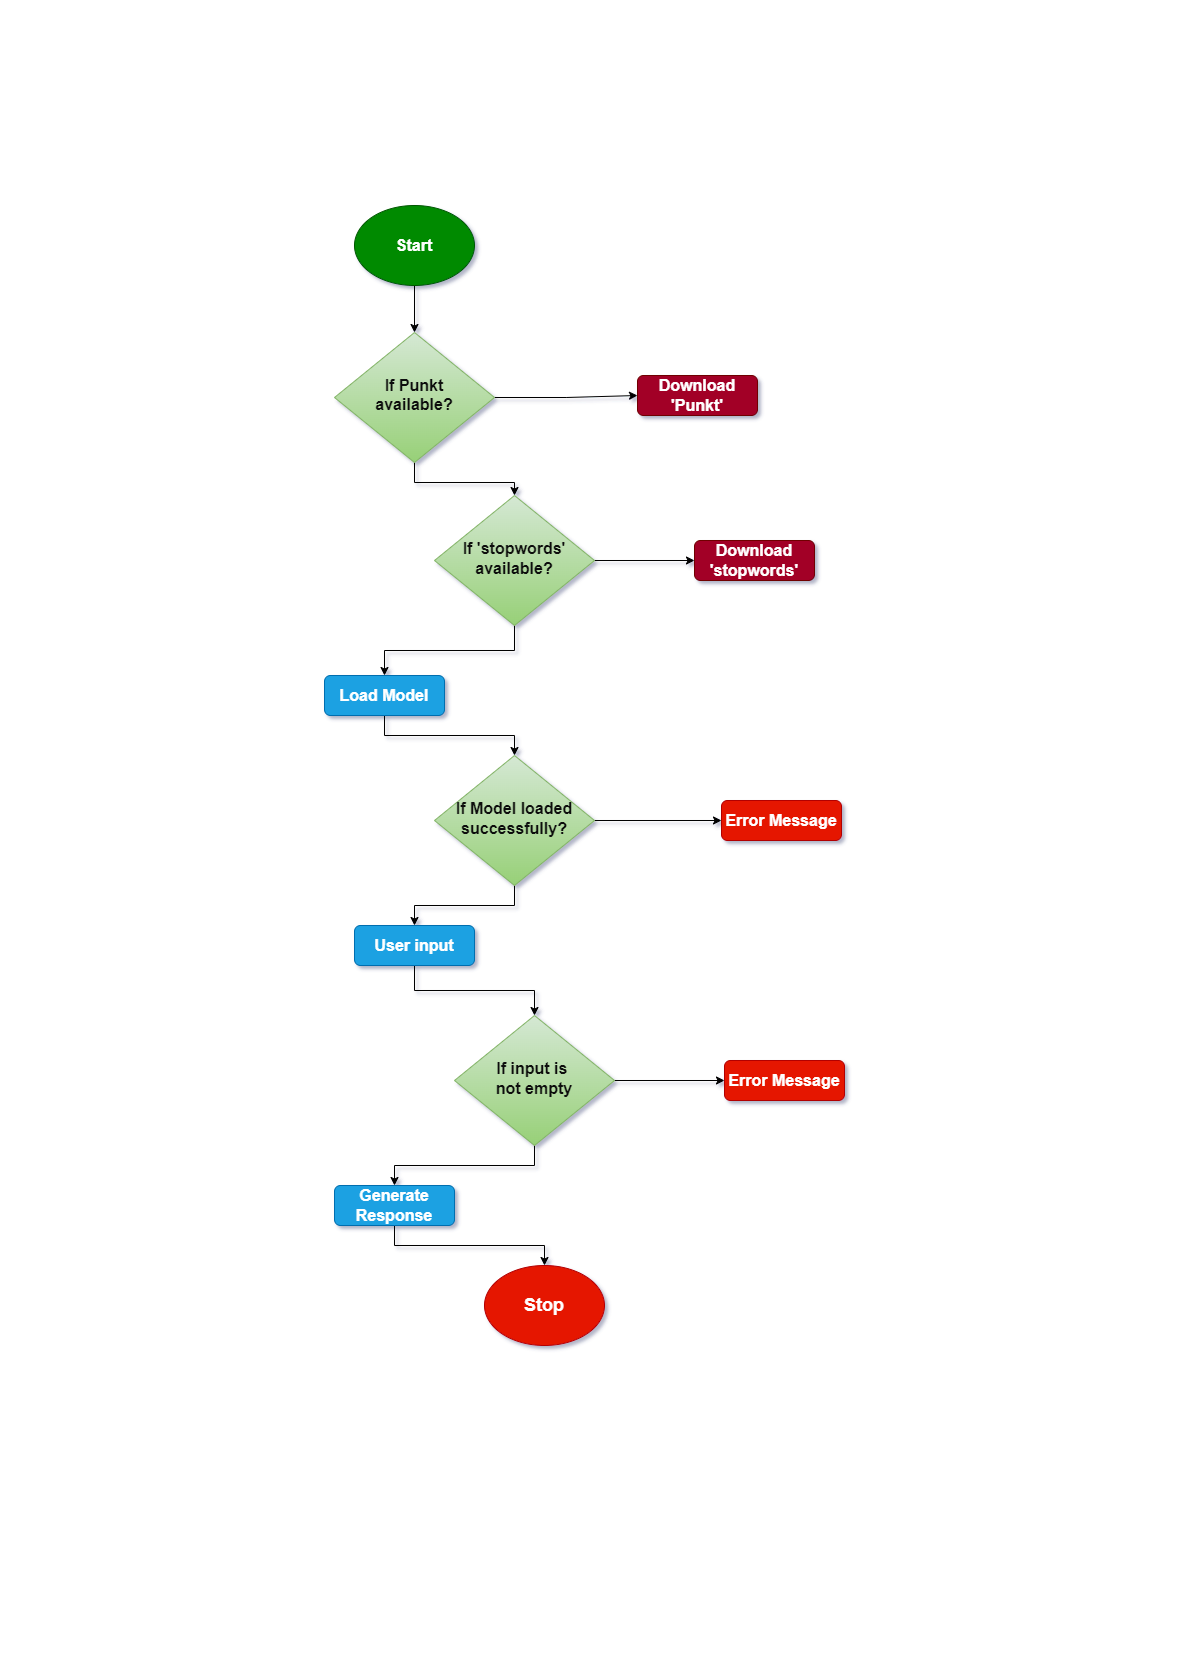 Start
If Punkt
available?
Download
'Punkt'
If 'stopwords'
available?
Download
'stopwords'
Load Model
If Model loaded
successfully?
Error Message
User input
If input is
not empty
Error Message
Generate
Response
Stop